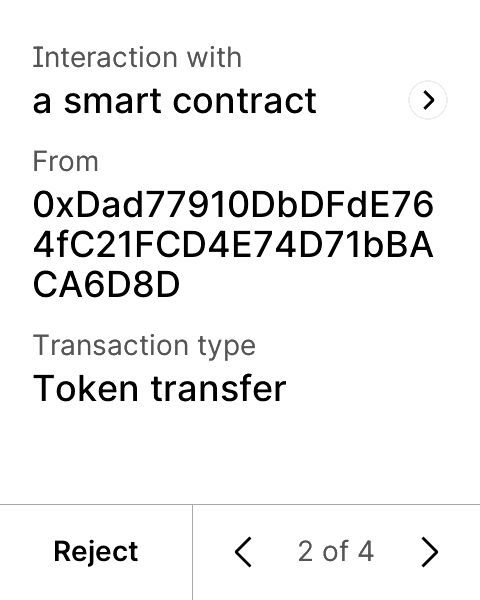 Interaction with
a smart contract
From
0xDad77910DbDFdE76
4fC21FCD4E74D71bBA
CA6D8D
Transaction type
Token transfer
Reject
2 of 4